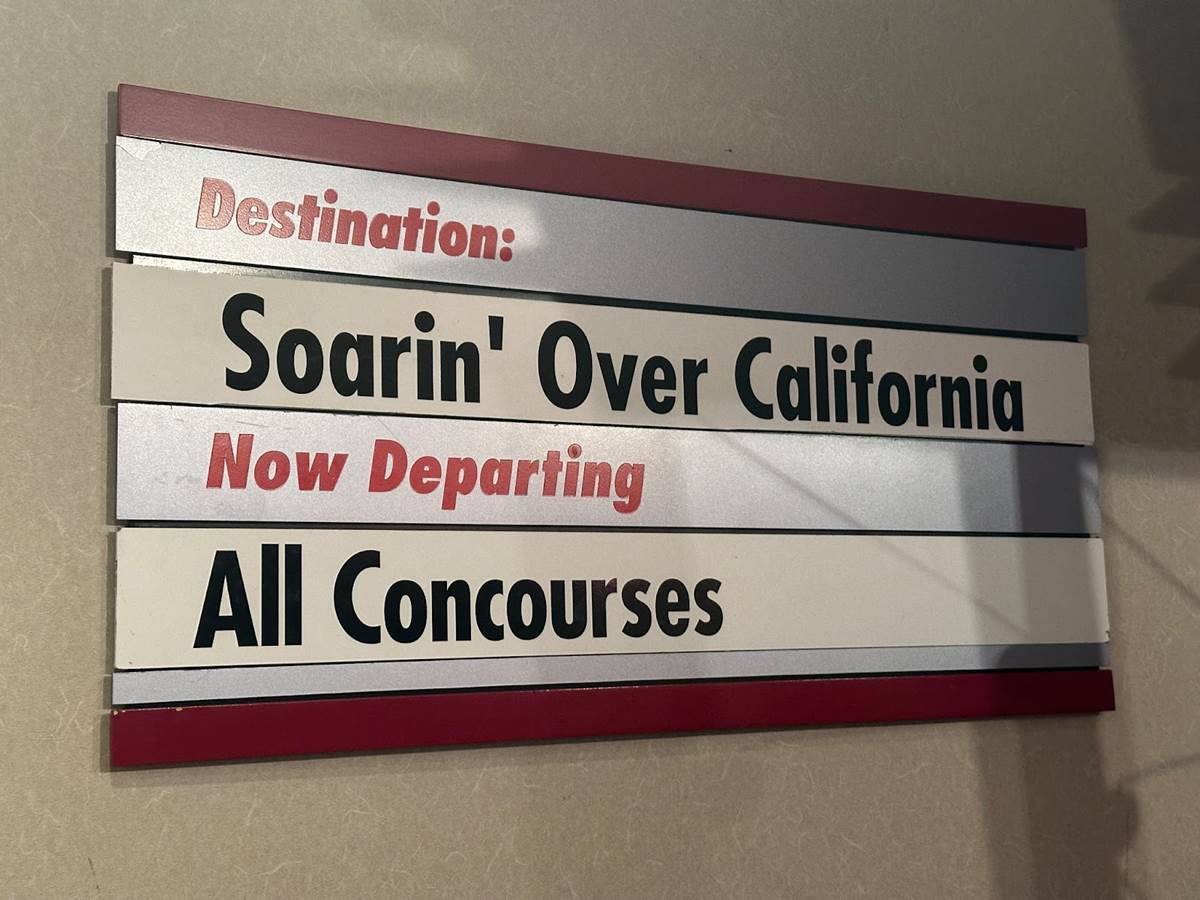 Destination:
Soarin' Over California
Now Departing
All Concourses